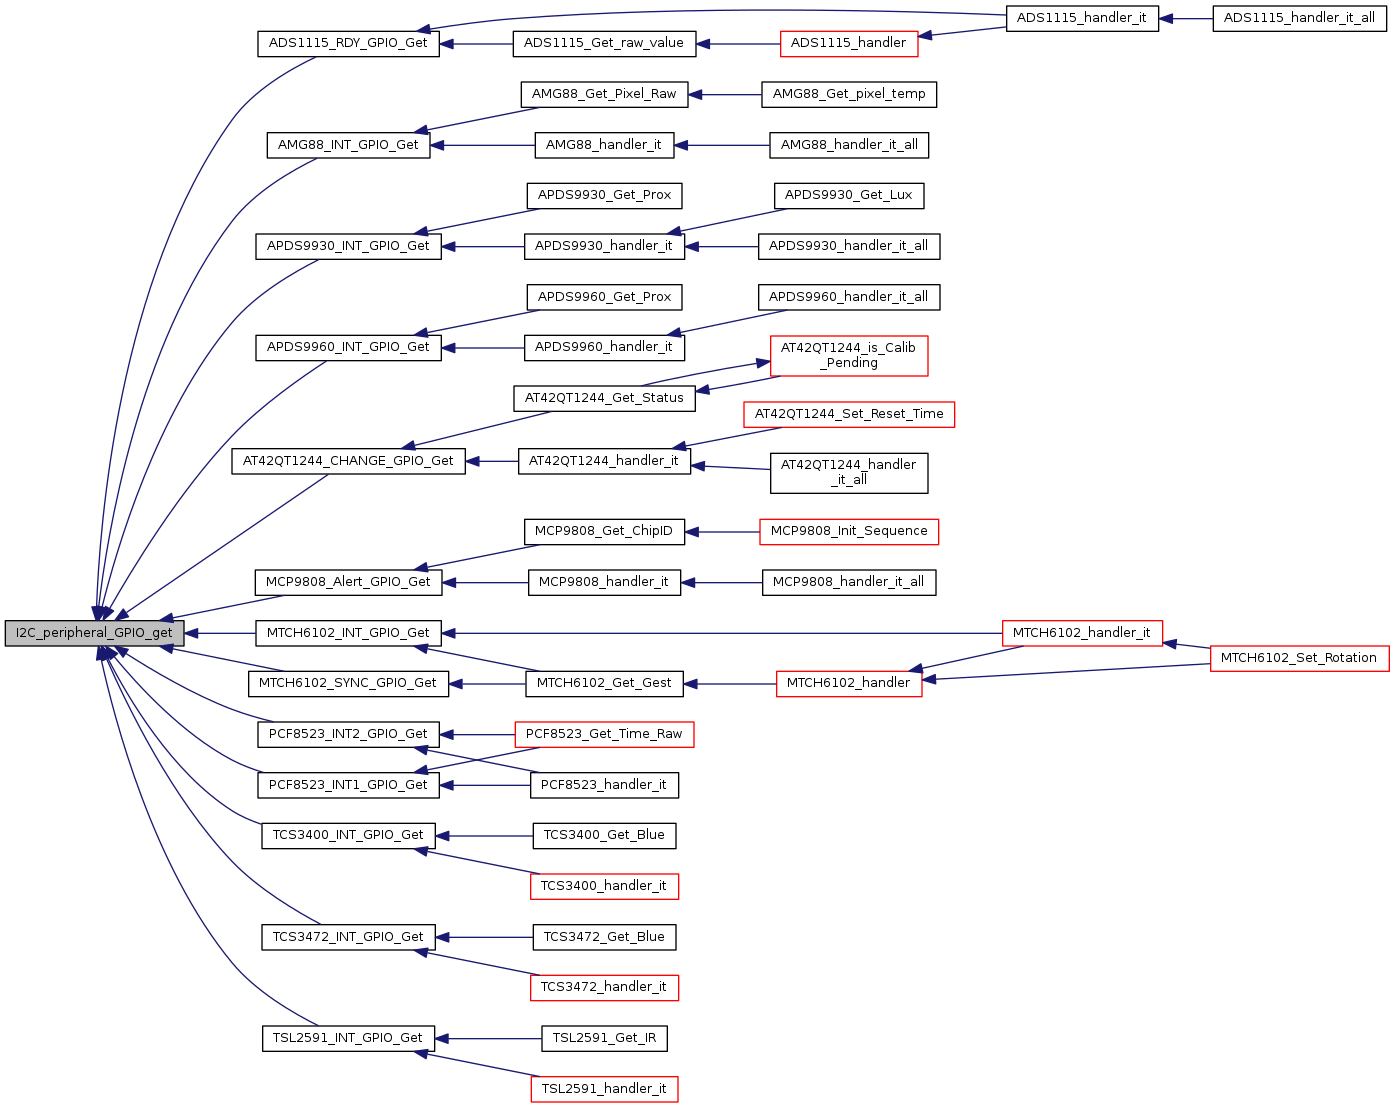 ADS1115_handler_it
ADS1115_handler_it_all
ADS1115_RDY_GPIO_Get
ADS1115_Get_raw_value
ADS1115_handler
AMG88_Get_Pixel_Raw
AMG88_Get_pixel_temp
AMG88_INT_GPIO_Get
AMG88_handler_it
AMG88_handler_it_all
APDS9930_Get_Prox
APDS9930_Get_Lux
APDS9930_INT_GPIO_Get
APDS9930_handler_it
APDS9930_handler_it_all
APDS9960_Get_Prox
APDS9960_handler_it_all
APDS9960_INT_GPIO_Get
APDS9960_handler_it
AT42QT1244_is_Calib
_Pending
AT42QT1244_Get_Status
AT42QT1244_Set_Reset_Time
AT42QT1244_CHANGE_GPIO_Get
AT42QT1244_handler_it
AT42QT1244_handler
_it_all
MCP9808_Get_ChipID
MCP9808_Init_Sequence
MCP9808_Alert_GPIO_Get
MCP9808_handler_it
MCP9808_handler_it_all
I2C_peripheral_GPIO_get
MTCH6102_INT_GPIO_Get
MTCH6102_handler_it
MTCH6102_Set_Rotation
MTCH6102_SYNC_GPIO_Get
MTCH6102_Get_Gest
MTCH6102_handler
PCF8523_INT2_GPIO_Get
PCF8523_Get_Time_Raw
PCF8523_INT1_GPIO_Get
PCF8523_handler_it
TCS3400_INT_GPIO_Get
TCS3400_Get_Blue
TCS3400_handler_it
TCS3472_INT_GPIO_Get
TCS3472_Get_Blue
TCS3472_handler_it
TSL2591_INT_GPIO_Get
TSL2591_Get_IR
TSL2591_handler_it